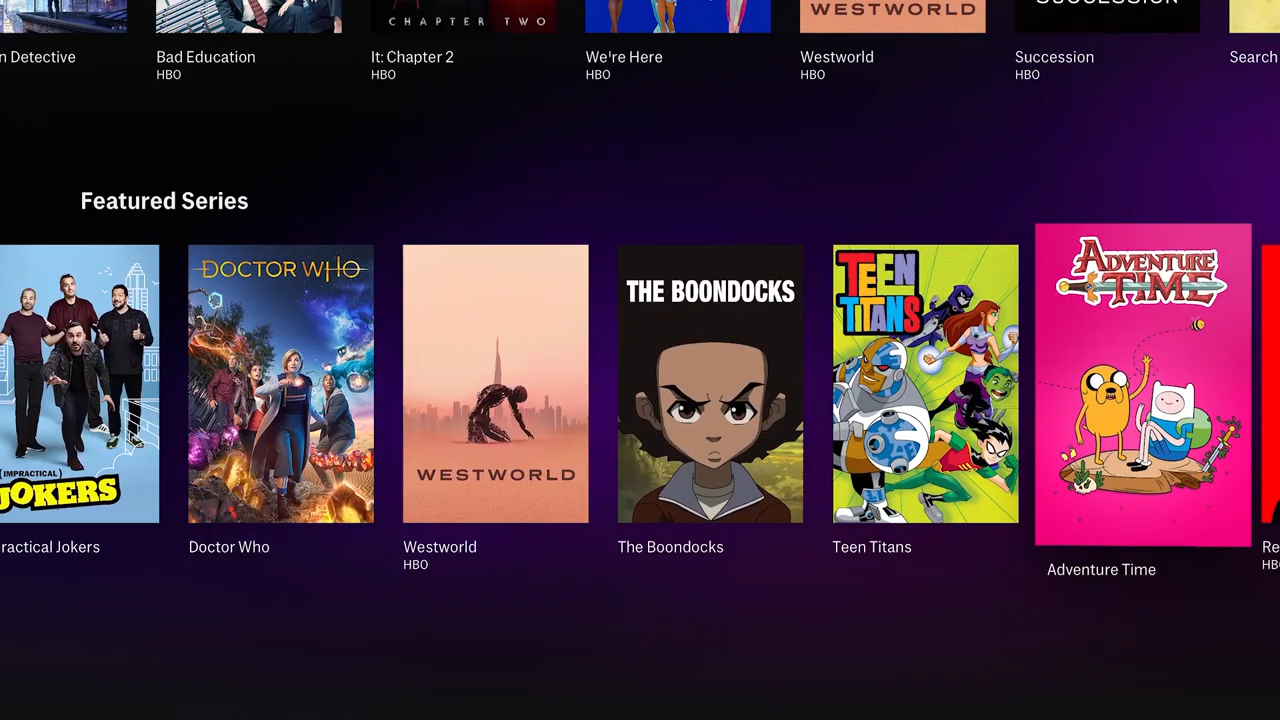 CHAPTER TWO
WESTWORLD
n Detective
Bad Education
HBO
It: Chapter 2
HBO
We're Here
HBO
Westworld
HBO
Succession
HBO
Search
Featured Series
(IMPRACTICAL)
JOKERS
DOCTOR WHO
WESTWORLD
THE BOONDOCKS
TEEN
TITANS
ADVENTURE
TIME
ractical Jokers
Doctor Who
Westworld
HBO
The Boondocks
Teen Titans
Adventure Time
Re
HB